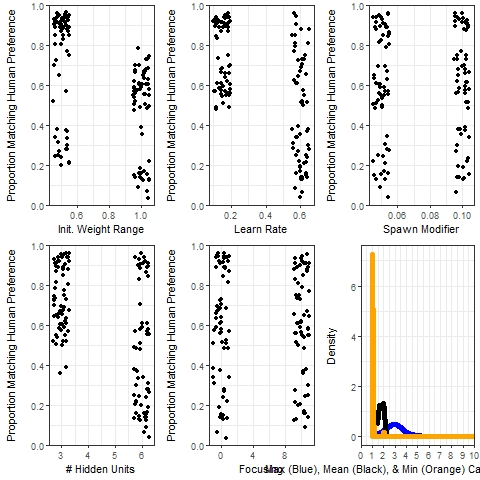 Proportion Matching Human Preference
1.0
0.8
0.6
0.4
0.2
0.0
0.6 0.8 1.0
Init. Weight Range
Proportion Matching Human Preference
1.0
0.8
0.6
0.4
0.2
0.0
0.2 0.4 0.6
Learn Rate
Proportion Matching Human Preference
1.0
0.8
0.6
0.4
0.2
0.0
0.06 0.08 0.10
Spawn Modifier
Proportion Matching Human Preference
1.0
0.8
0.6
0.4
0.2
0.0
3 4 5 6
# Hidden Units
Proportion Matching Human Preference
1.0
0.8
0.6
0.4
0.2
0.0
0 4 8
Focusing
Density
6
4
2
0
0 1 2 3 4 5 6 7 8 9 10
Max (Blue), Mean (Black), & Min (Orange) Ca